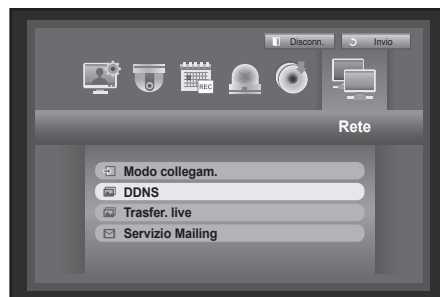 Disconn. Invio
REC
Rete
Modo collegam.
DDNS
Trasfer. live
Servizio Mailing